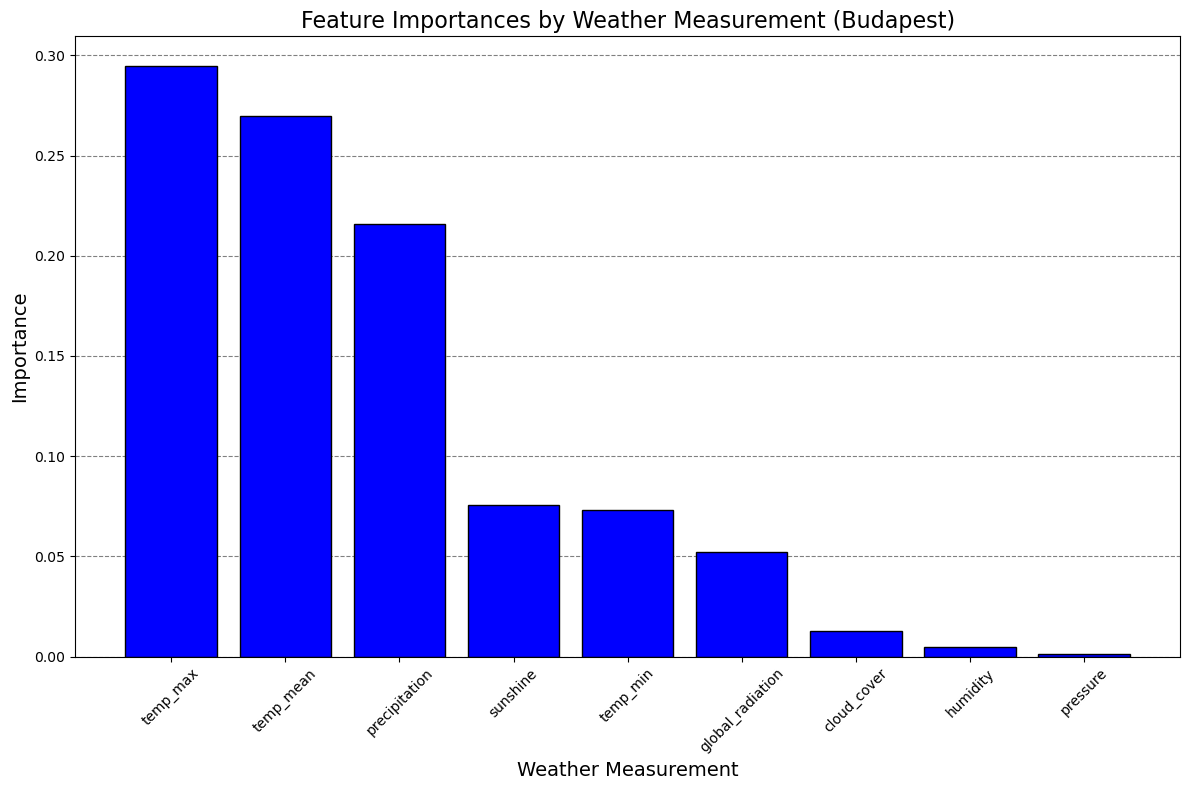 Feature Importances by Weather Measurement (Budapest)
0.30
0.25
0.20
0.15
0.10
0.05
0.00
Importance
temp_max
temp_mean
precipitation
sunshine
temp_min
global_radiation
cloud_cover
humidity
pressure
Weather Measurement